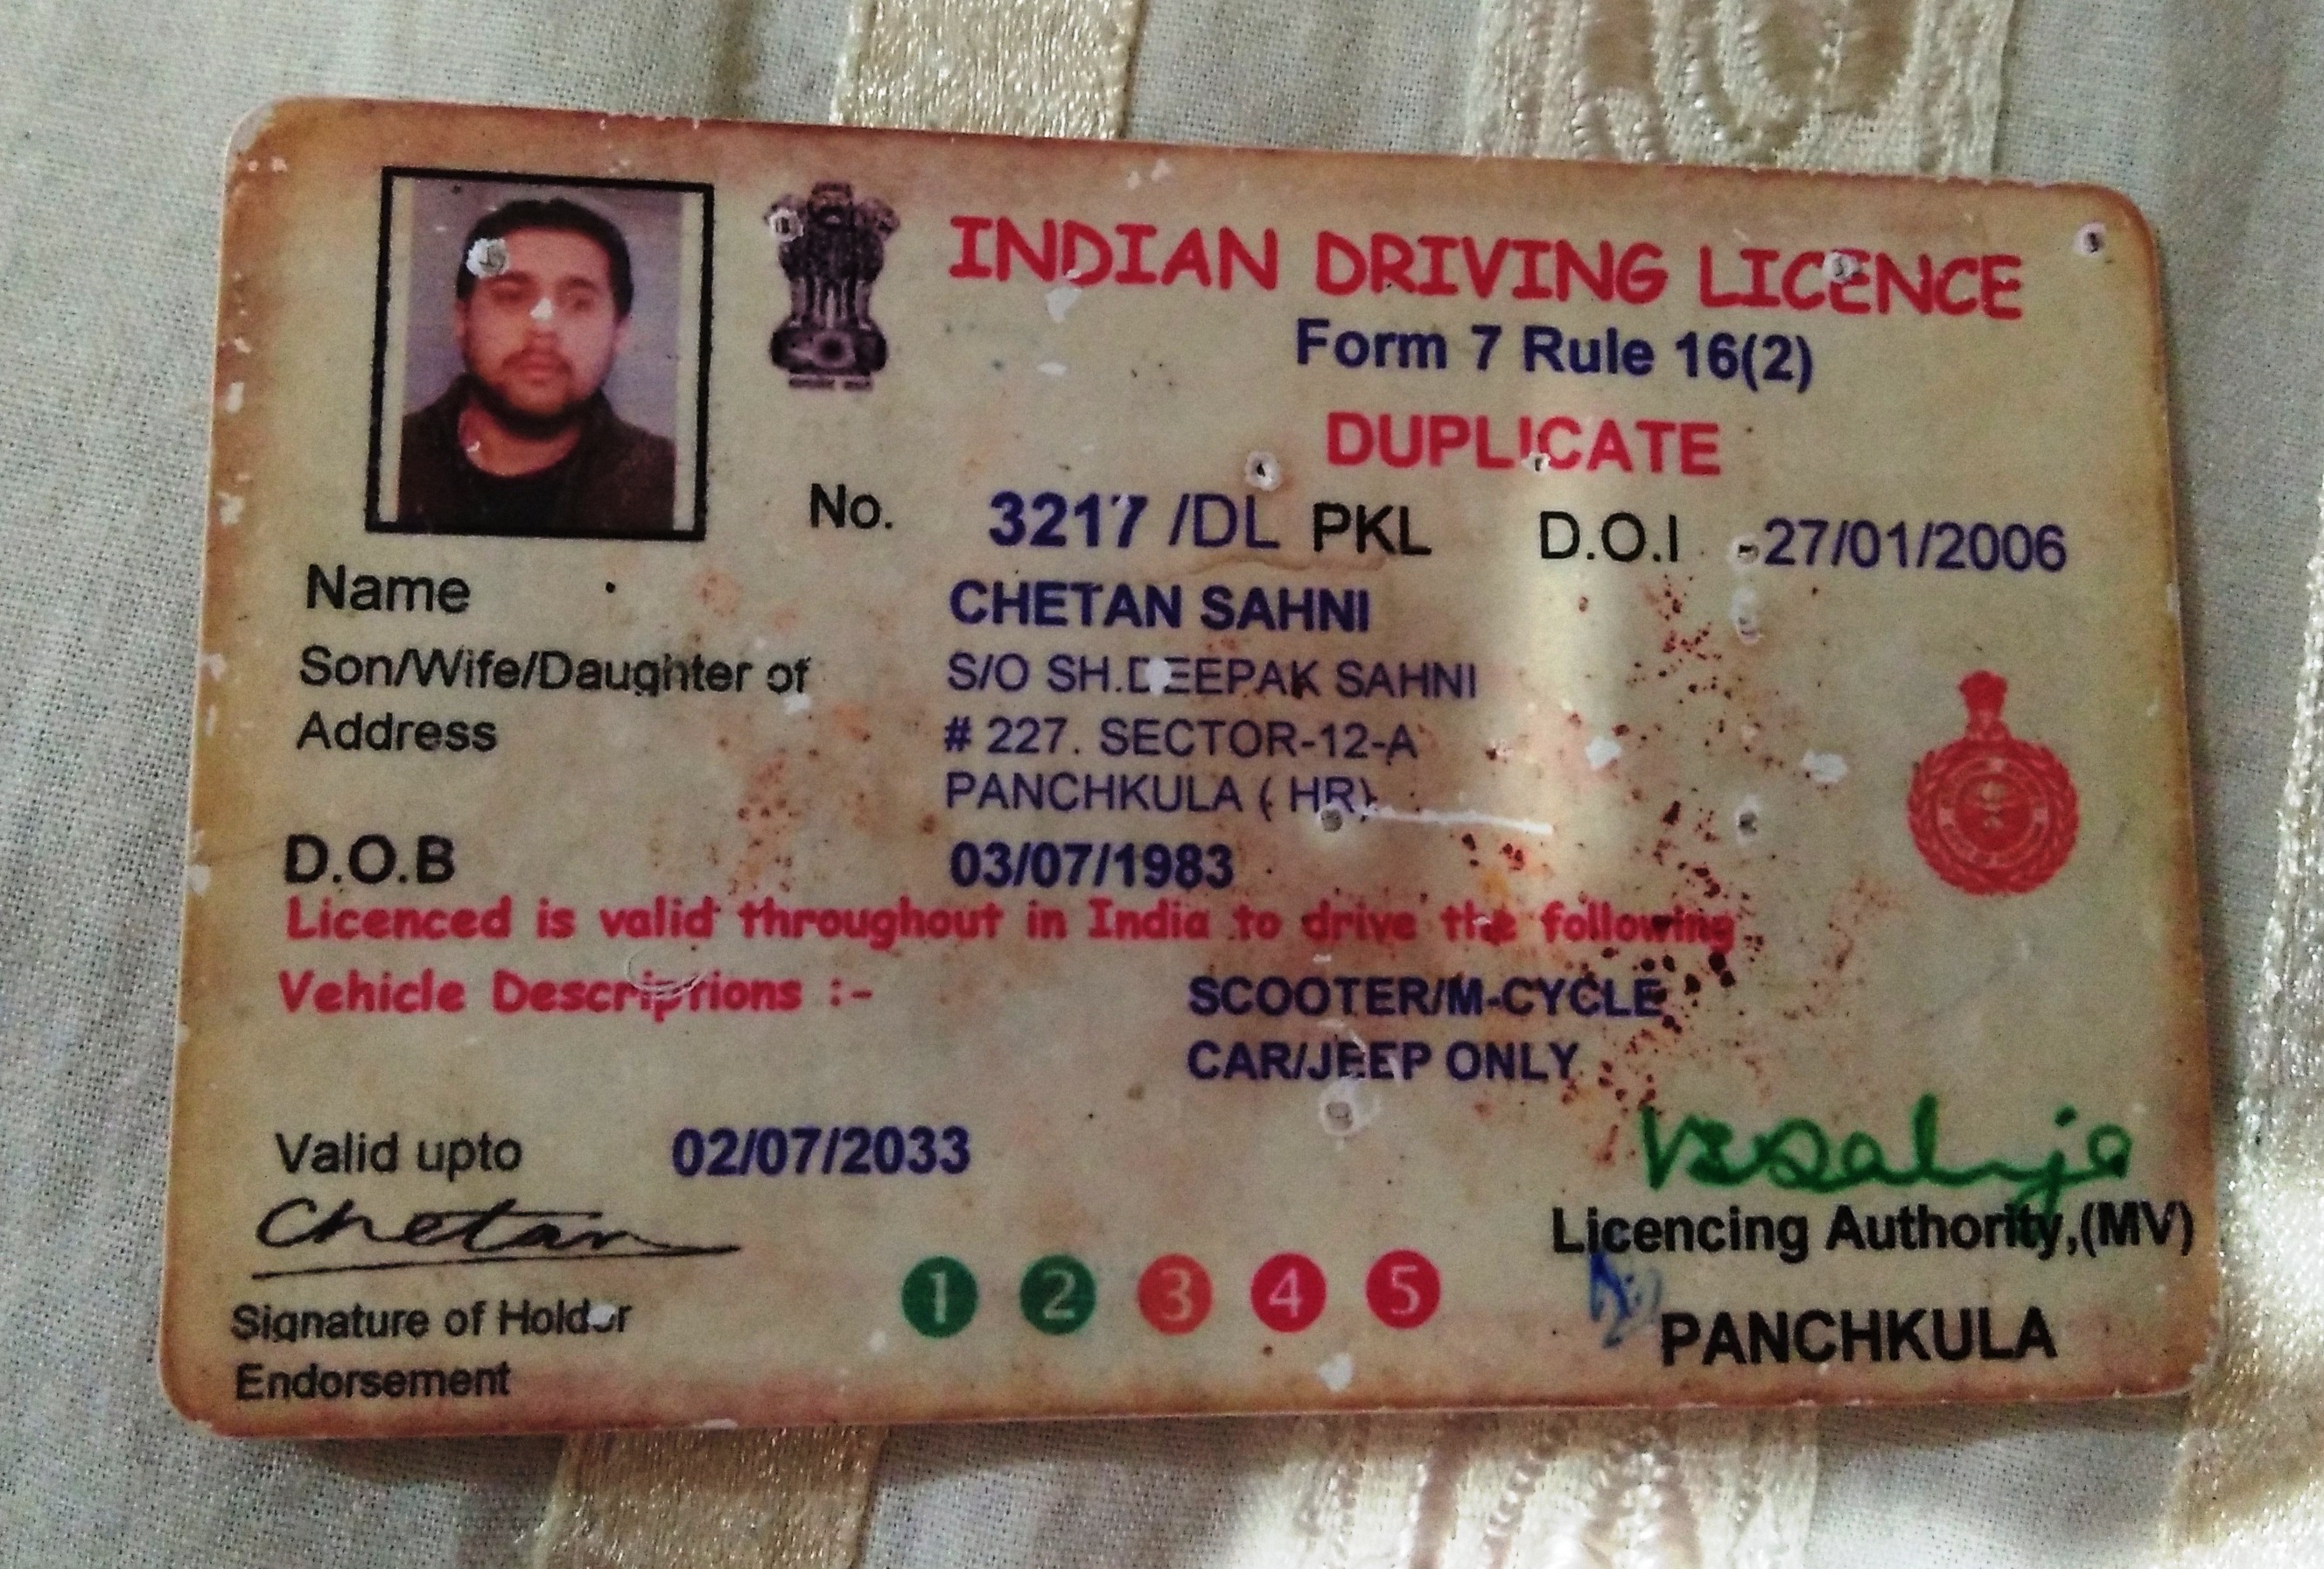 INDIAN DRIVING LICENCE
Form 7 Rule 16(2)
DUPLICATE
No. 3217 /DL PKL D.O.I - 27/01/2006
Name CHETAN SAHNI
Son/Wife/Daughter of S/O SH.DEEPAK SAHNI
Address # 227. SECTOR-12-A
PANCHKULA ( HR)
D.O.B 03/07/1983
Licenced is valid throughout in India to drive the following
Vehicle Descriptions :- SCOOTER/M-CYCLE
CAR/JEEP ONLY
Valid upto 02/07/2033
Chetan
Licencing Authority,(MV)
1 2 3 4 5
Signature of Holder
PANCHKULA
Endorsement